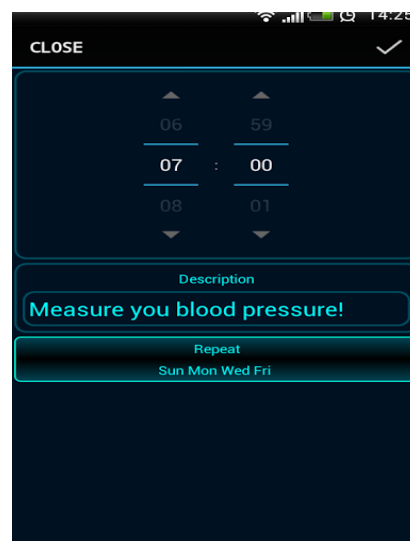 14:25
CLOSE
06 59
07 : 00
08 01
Description
Measure you blood pressure!
Repeat
Sun Mon Wed Fri